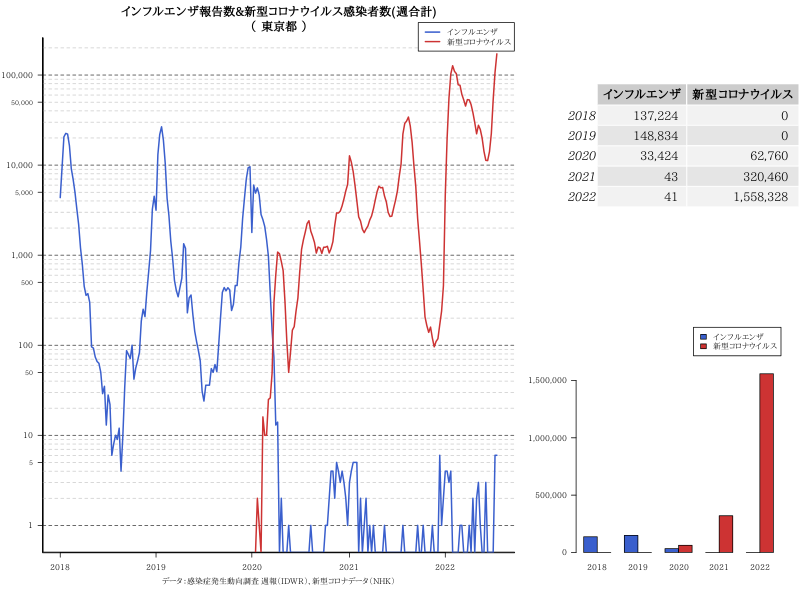 インフルエンザ報告数&新型コロナウイルス感染者数(週合計)
（ 東京都 ）
インフルエンザ
新型コロナウイルス
100,000
50,000
10,000
5,000
1,000
500
100
50
10
5
1
2018
2019
2020
2021
2022
データ：感染症発生動向調査 週報(IDWR)、新型コロナデータ(NHK)
インフルエンザ 新型コロナウイルス
2018 137,224 0
2019 148,834 0
2020 33,424 62,760
2021 43 320,460
2022 41 1,558,328
インフルエンザ
新型コロナウイルス
1,500,000
1,000,000
500,000
0
2018
2019
2020
2021
2022